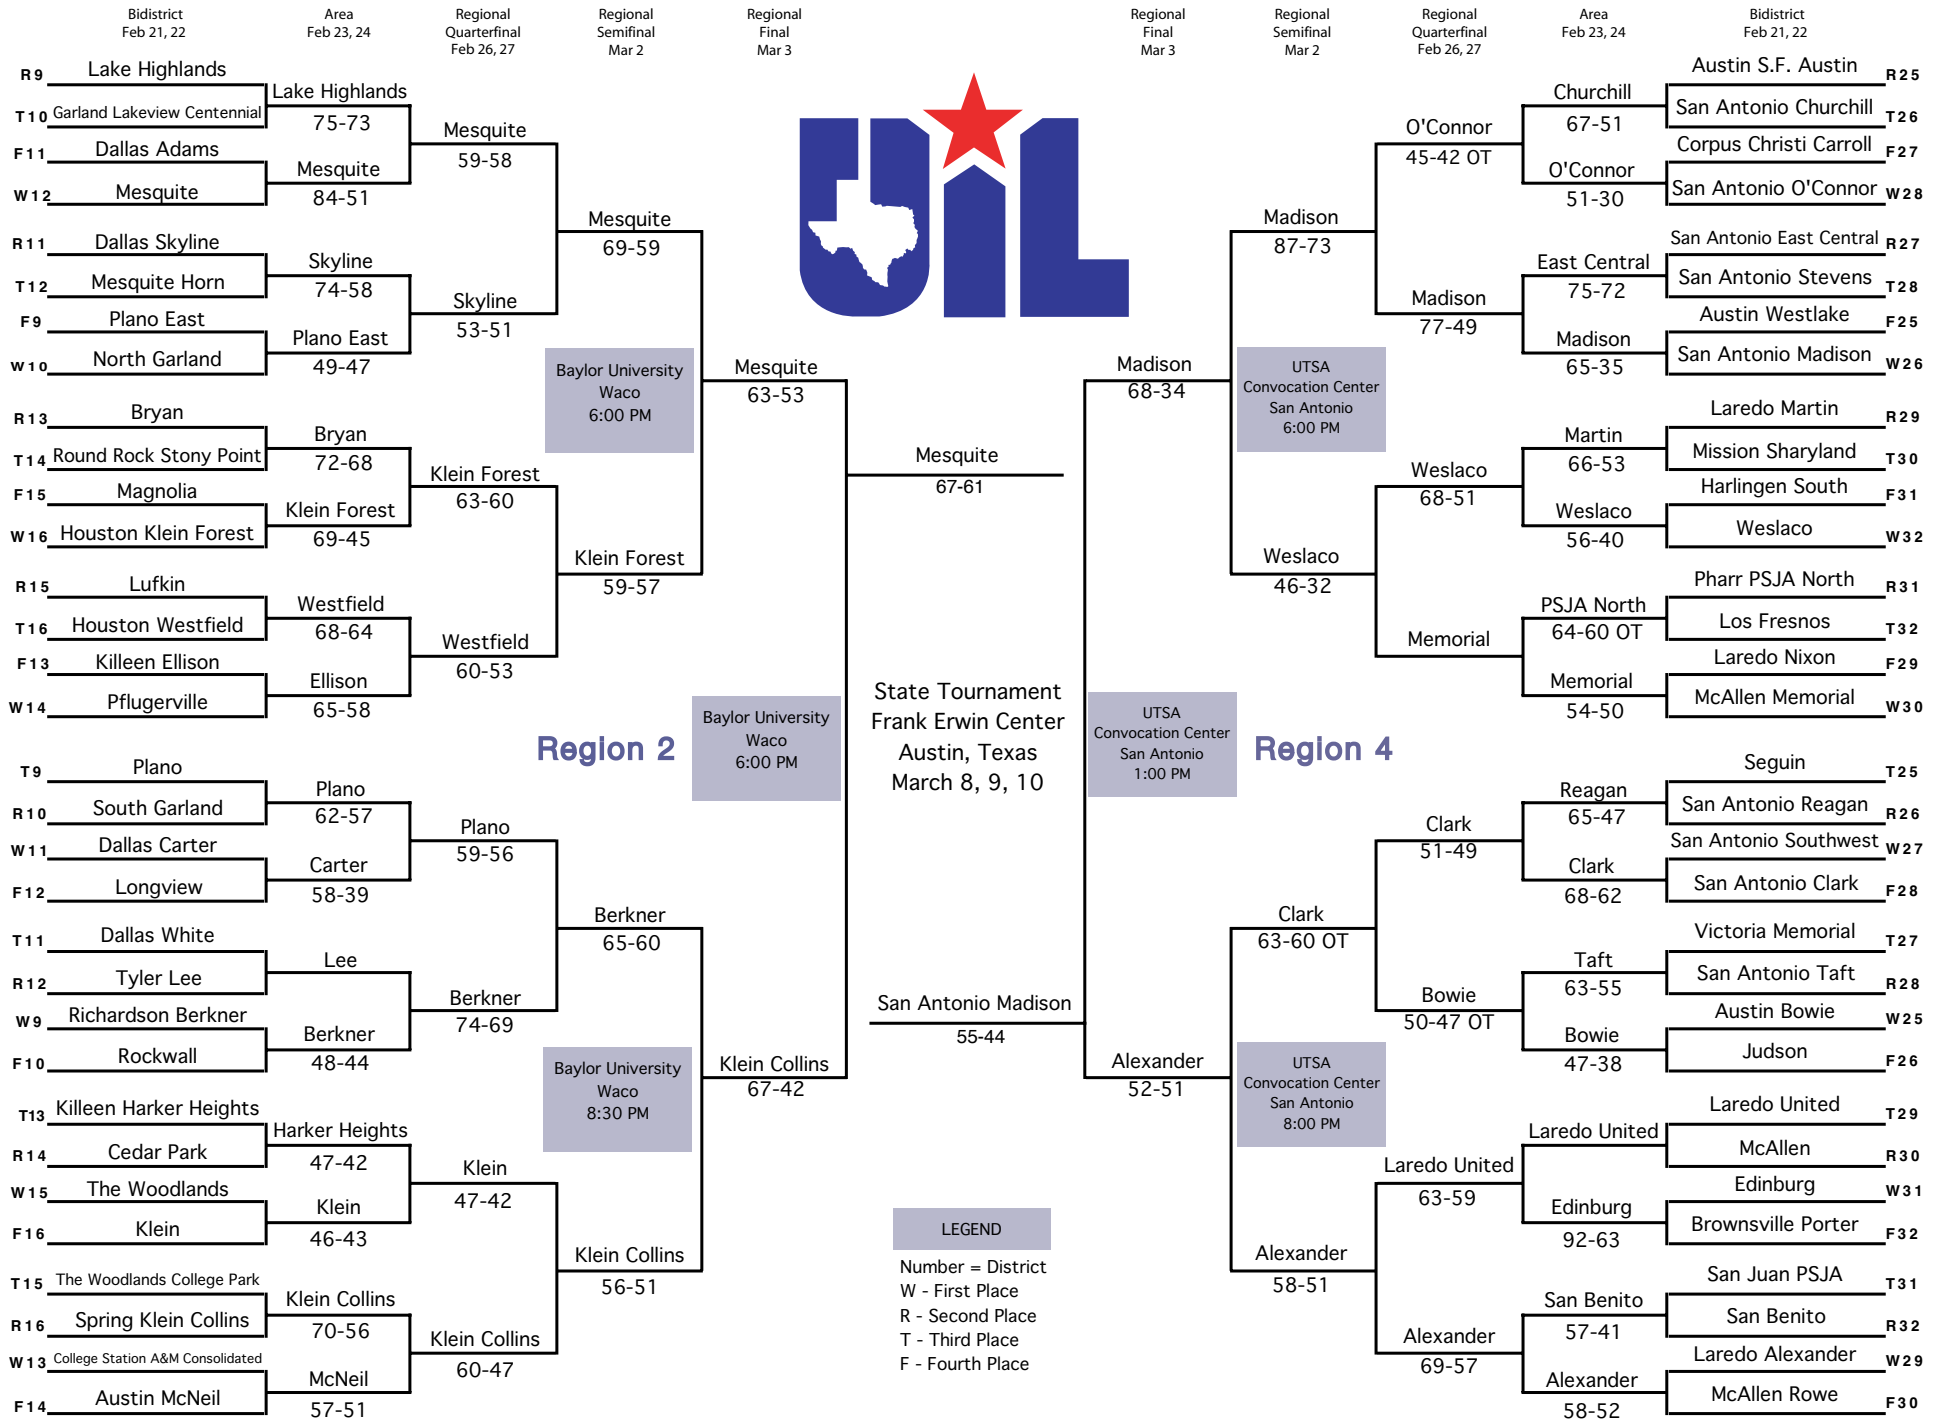 Bidistrict
Feb 21, 22
Area
Feb 23, 24
Regional
Quarterfinal
Feb 26, 27
Regional
Semifinal
Mar 2
Regional
Final
Mar 3
Regional
Final
Mar 3
Regional
Semifinal
Mar 2
Regional
Quarterfinal
Feb 26, 27
Area
Feb 23, 24
Bidistrict
Feb 21, 22
R9 Lake Highlands
T10 Garland Lakeview Centennial
F11 Dallas Adams
W12 Mesquite
R11 Dallas Skyline
T12 Mesquite Horn
F9 Plano East
W10 North Garland
R13 Bryan
T14 Round Rock Stony Point
F15 Magnolia
W16 Houston Klein Forest
R15 Lufkin
T16 Houston Westfield
F13 Killeen Ellison
W14 Pflugerville
T9 Plano
R10 South Garland
W11 Dallas Carter
F12 Longview
T11 Dallas White
R12 Tyler Lee
W9 Richardson Berkner
F10 Rockwall
T13 Killeen Harker Heights
R14 Cedar Park
W15 The Woodlands
F16 Klein
T15 The Woodlands College Park
R16 Spring Klein Collins
W13 College Station A&M Consolidated
F14 Austin McNeil
Lake Highlands
75-73
Mesquite
84-51
Skyline
74-58
Plano East
49-47
Bryan
72-68
Klein Forest
69-45
Westfield
68-64
Ellison
65-58
Plano
62-57
Carter
58-39
Lee
Berkner
48-44
Harker Heights
47-42
Klein
46-43
Klein Collins
70-56
McNeil
57-51
Mesquite
59-58
Skyline
53-51
Klein Forest
63-60
Westfield
60-53
Plano
59-56
Berkner
74-69
Klein
47-42
Klein Collins
60-47
Mesquite
69-59
Baylor University
Waco
6:00 PM
Klein Forest
59-57
Region 2
Berkner
65-60
Baylor University
Waco
8:30 PM
Klein Collins
56-51
Mesquite
63-53
Baylor University
Waco
6:00 PM
Klein Collins
67-42
UIL
Mesquite
67-61
State Tournament
Frank Erwin Center
Austin, Texas
March 8, 9, 10
San Antonio Madison
55-44
LEGEND
Number = District
W - First Place
R - Second Place
T - Third Place
F - Fourth Place
Madison
68-34
UTSA
Convocation Center
San Antonio
1:00 PM
Alexander
52-51
Madison
87-73
UTSA
Convocation Center
San Antonio
6:00 PM
Weslaco
46-32
Region 4
Clark
63-60 OT
UTSA
Convocation Center
San Antonio
8:00 PM
Alexander
58-51
O'Connor
45-42 OT
Madison
77-49
Weslaco
68-51
Memorial
Clark
51-49
Bowie
50-47 OT
Laredo United
63-59
Alexander
69-57
Churchill
67-51
O'Connor
51-30
East Central
75-72
Madison
65-35
Martin
66-53
Weslaco
56-40
PSJA North
64-60 OT
Memorial
54-50
Reagan
65-47
Clark
68-62
Taft
63-55
Bowie
47-38
Laredo United
Edinburg
92-63
San Benito
57-41
Alexander
58-52
Austin S.F. Austin R25
San Antonio Churchill T26
Corpus Christi Carroll F27
San Antonio O'Connor W28
San Antonio East Central R27
San Antonio Stevens T28
Austin Westlake F25
San Antonio Madison W26
Laredo Martin R29
Mission Sharyland T30
Harlingen South F31
Weslaco W32
Pharr PSJA North R31
Los Fresnos T32
Laredo Nixon F29
McAllen Memorial W30
Seguin T25
San Antonio Reagan R26
San Antonio Southwest W27
San Antonio Clark F28
Victoria Memorial T27
San Antonio Taft R28
Austin Bowie W25
Judson F26
Laredo United T29
McAllen R30
Edinburg W31
Brownsville Porter F32
San Juan PSJA T31
San Benito R32
Laredo Alexander W29
McAllen Rowe F30